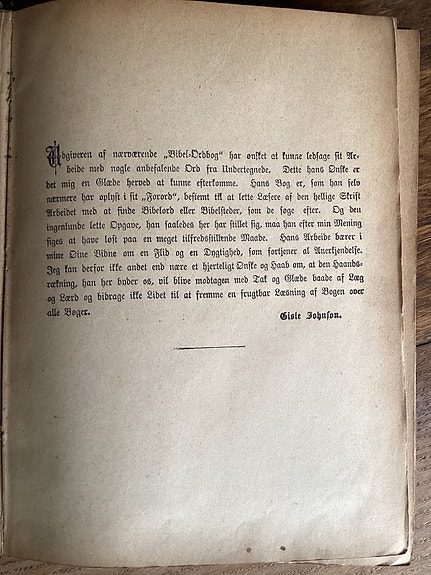 Udgiveren af nærværende „Bibel-Ordbog“ har ønsket at kunne ledsage sit Ar-
beide med nogle anbefalende Ord fra Undertegnede. Dette hans Ønske er
det mig en Glæde herved at kunne efterkomme. Hans Bog er, som han selv
nærmere har oplyst i sit „Forord“, bestemt til at lette Læsere af den hellige Skrift
Arbeidet med at finde Bibelord eller Bibelsteder, som de søge efter. Og den
ingenlunde lette Opgave, han saaledes her har stillet sig, maa han efter min Mening
siges at have løst paa en meget tilfredsstillende Maade. Hans Arbeide bærer i
mine Øine Vidne om en Flid og en Dygtighed, som fortjener al Anerkjendelse.
Jeg kan derfor ikke andet end nære et hjerteligt Ønske og Haab om, at den Haands-
rækning, han her byder os, vil blive modtagen med Tak og Glæde baade af Læg
og Lærd og bidrage ikke Lidet til at fremme en frugtbar Læsning af Bogen over
alle Bøger.
Gisle Johnson.